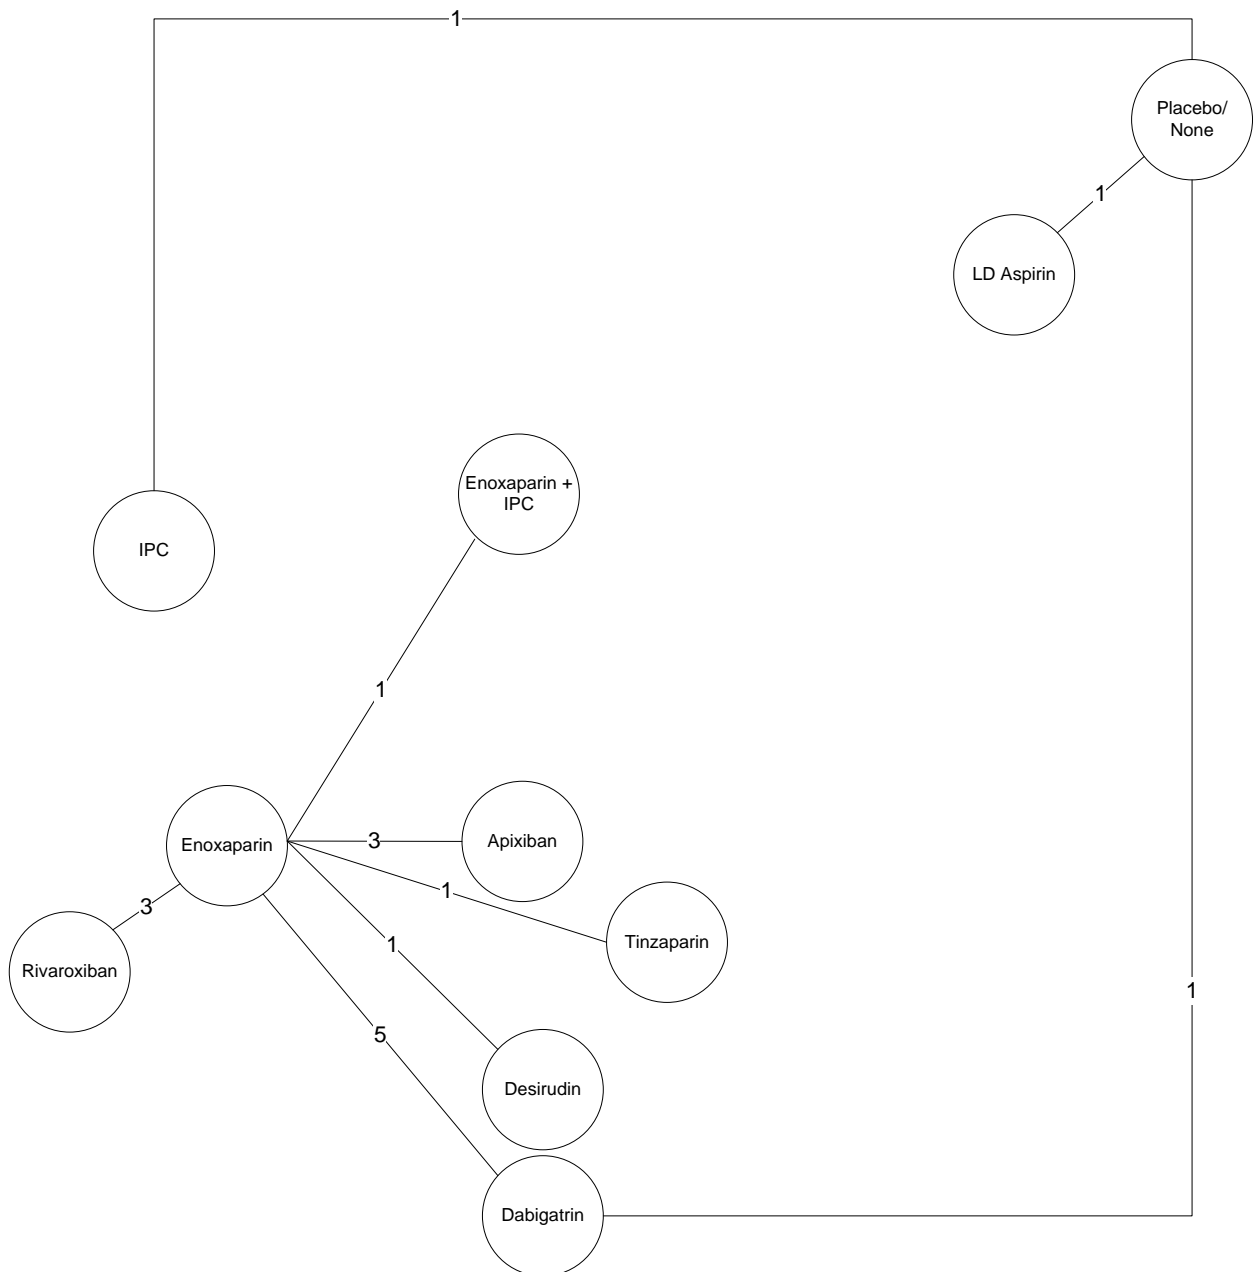 1
Placebo/
None
1
LD Aspirin
Enoxaparin +
IPC
IPC
1
Enoxaparin
3
Apixiban
1
3
Tinzaparin
1
Rivaroxiban
1
5
Desirudin
Dabigatrin